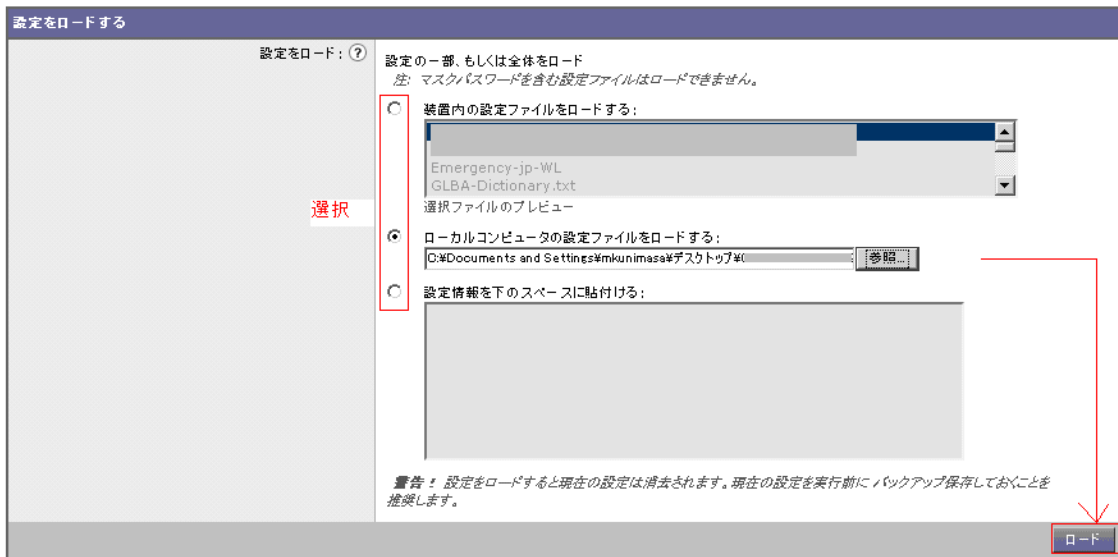 設定をロードする
設定をロード: ?
設定の一部、もしくは全体をロード
注: マスクパスワードを含む設定ファイルはロードできません。
装置内の設定ファイルをロードする:
Emergency-jp-WL
GLBA-Dictionary.txt
選択ファイルのプレビュー
選択
ローカルコンピュータの設定ファイルをロードする:
C:¥Documents and Settings¥mkunimasa¥デスクトップ¥
参照...
設定情報を下のスペースに貼付ける:
警告! 設定をロードすると現在の設定は消去されます。現在の設定を実行前に バックアップ保存しておくことを
推奨します。
ロード